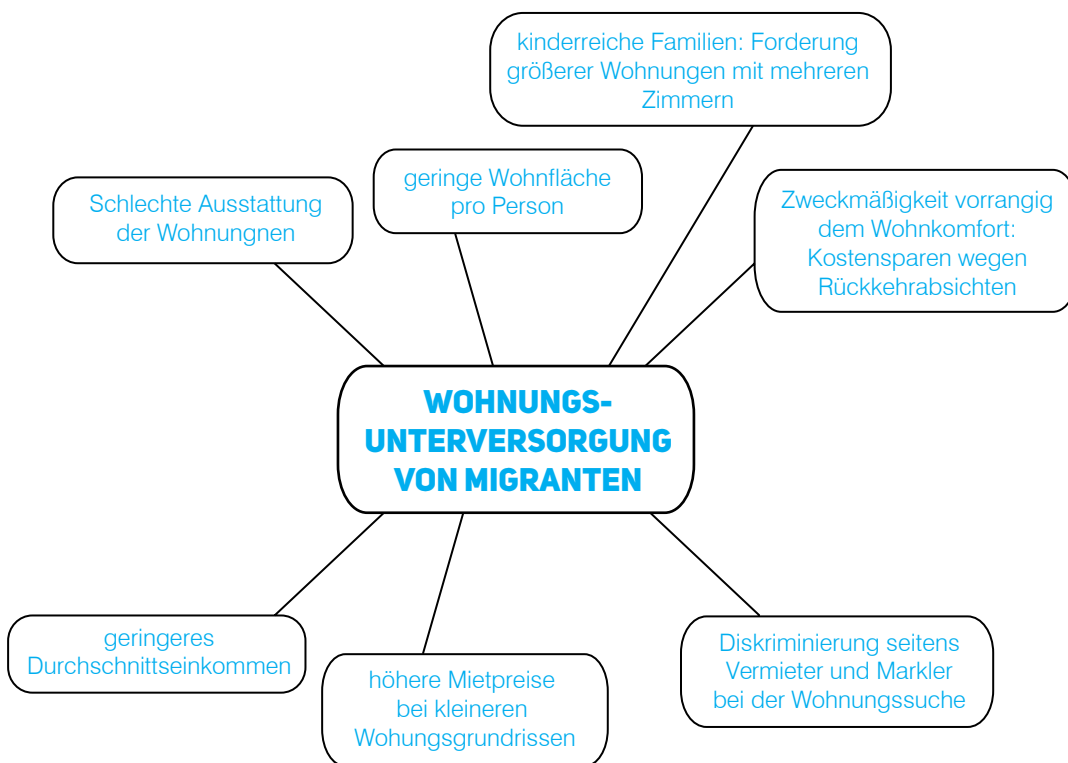 kinderreiche Familien: Forderung
größerer Wohnungen mit mehreren
Zimmern
geringe Wohnfläche
pro Person
Schlechte Ausstattung
der Wohnungnen
Zweckmäßigkeit vorrangig
dem Wohnkomfort:
Kostensparen wegen
Rückkehrabsichten
WOHNUNGS-
UNTERVERSORGUNG
VON MIGRANTEN
geringeres
Durchschnittseinkommen
höhere Mietpreise
bei kleineren
Wohungsgrundrissen
Diskriminierung seitens
Vermieter und Markler
bei der Wohnungssuche